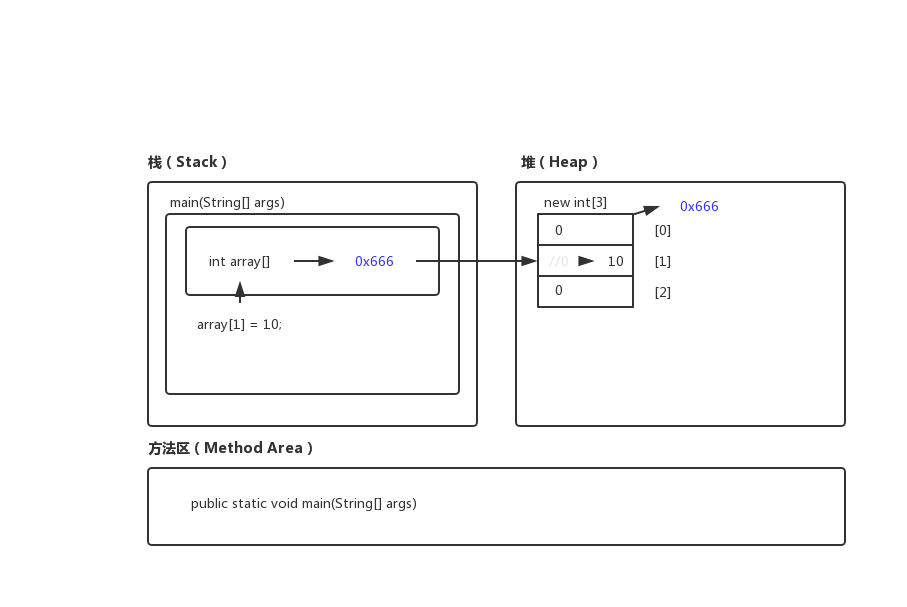 栈 ( Stack )
main(String[] args)
int array[]
0x666
array[1] = 10;
堆 ( Heap )
new int[3]
0x666
0
[0]
//0
10
[1]
0
[2]
方法区 ( Method Area )
public static void main(String[] args)